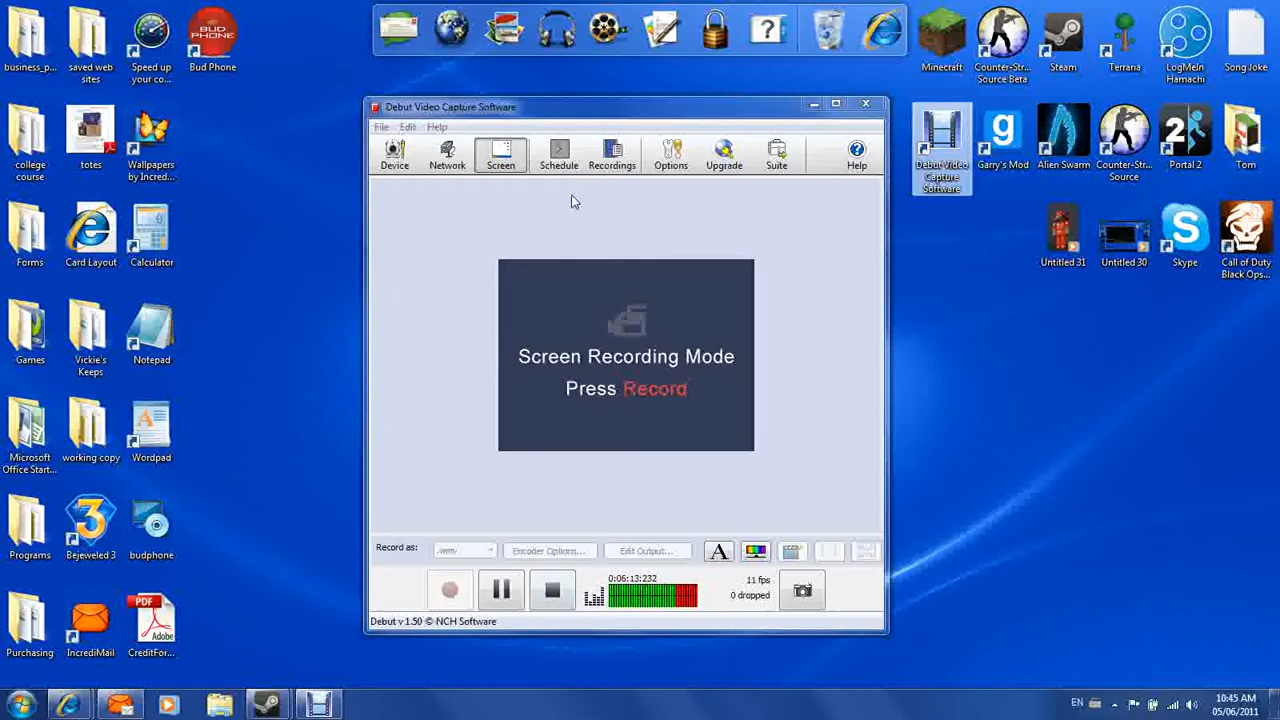 business_p...
saved web
sites
Speed up
your co...
BUD
PHONE
Bud Phone
Minecraft
Counter-Str...
Source Beta
Steam
Terraria
LogMeIn
Hamachi
Song Joke
college
course
totes
Wallpapers
by Incred...
Debut Video
Capture
Software
Garry's Mod
Alien Swarm
Counter-Str...
Source
Portal 2
Tom
Forms
Card Layout
Calculator
Untitled 31
Untitled 30
Skype
Call of Duty
Black Ops...
Games
Vickie's
Keeps
Notepad
Microsoft
Office Start...
working copy
Wordpad
Programs
Bejeweled 3
budphone
Purchasing
IncrediMail
PDF
Adobe
CreditFor...
Debut Video Capture Software
File Edit Help
Device Network Screen Schedule Recordings Options Upgrade Suite Help
Screen Recording Mode
Press Record
Record as: .wmv Encoder Options... Edit Output... A
0:06:13:232
11 fps
0 dropped
Debut v 1.50 © NCH Software
EN
10:45 AM
05/06/2011